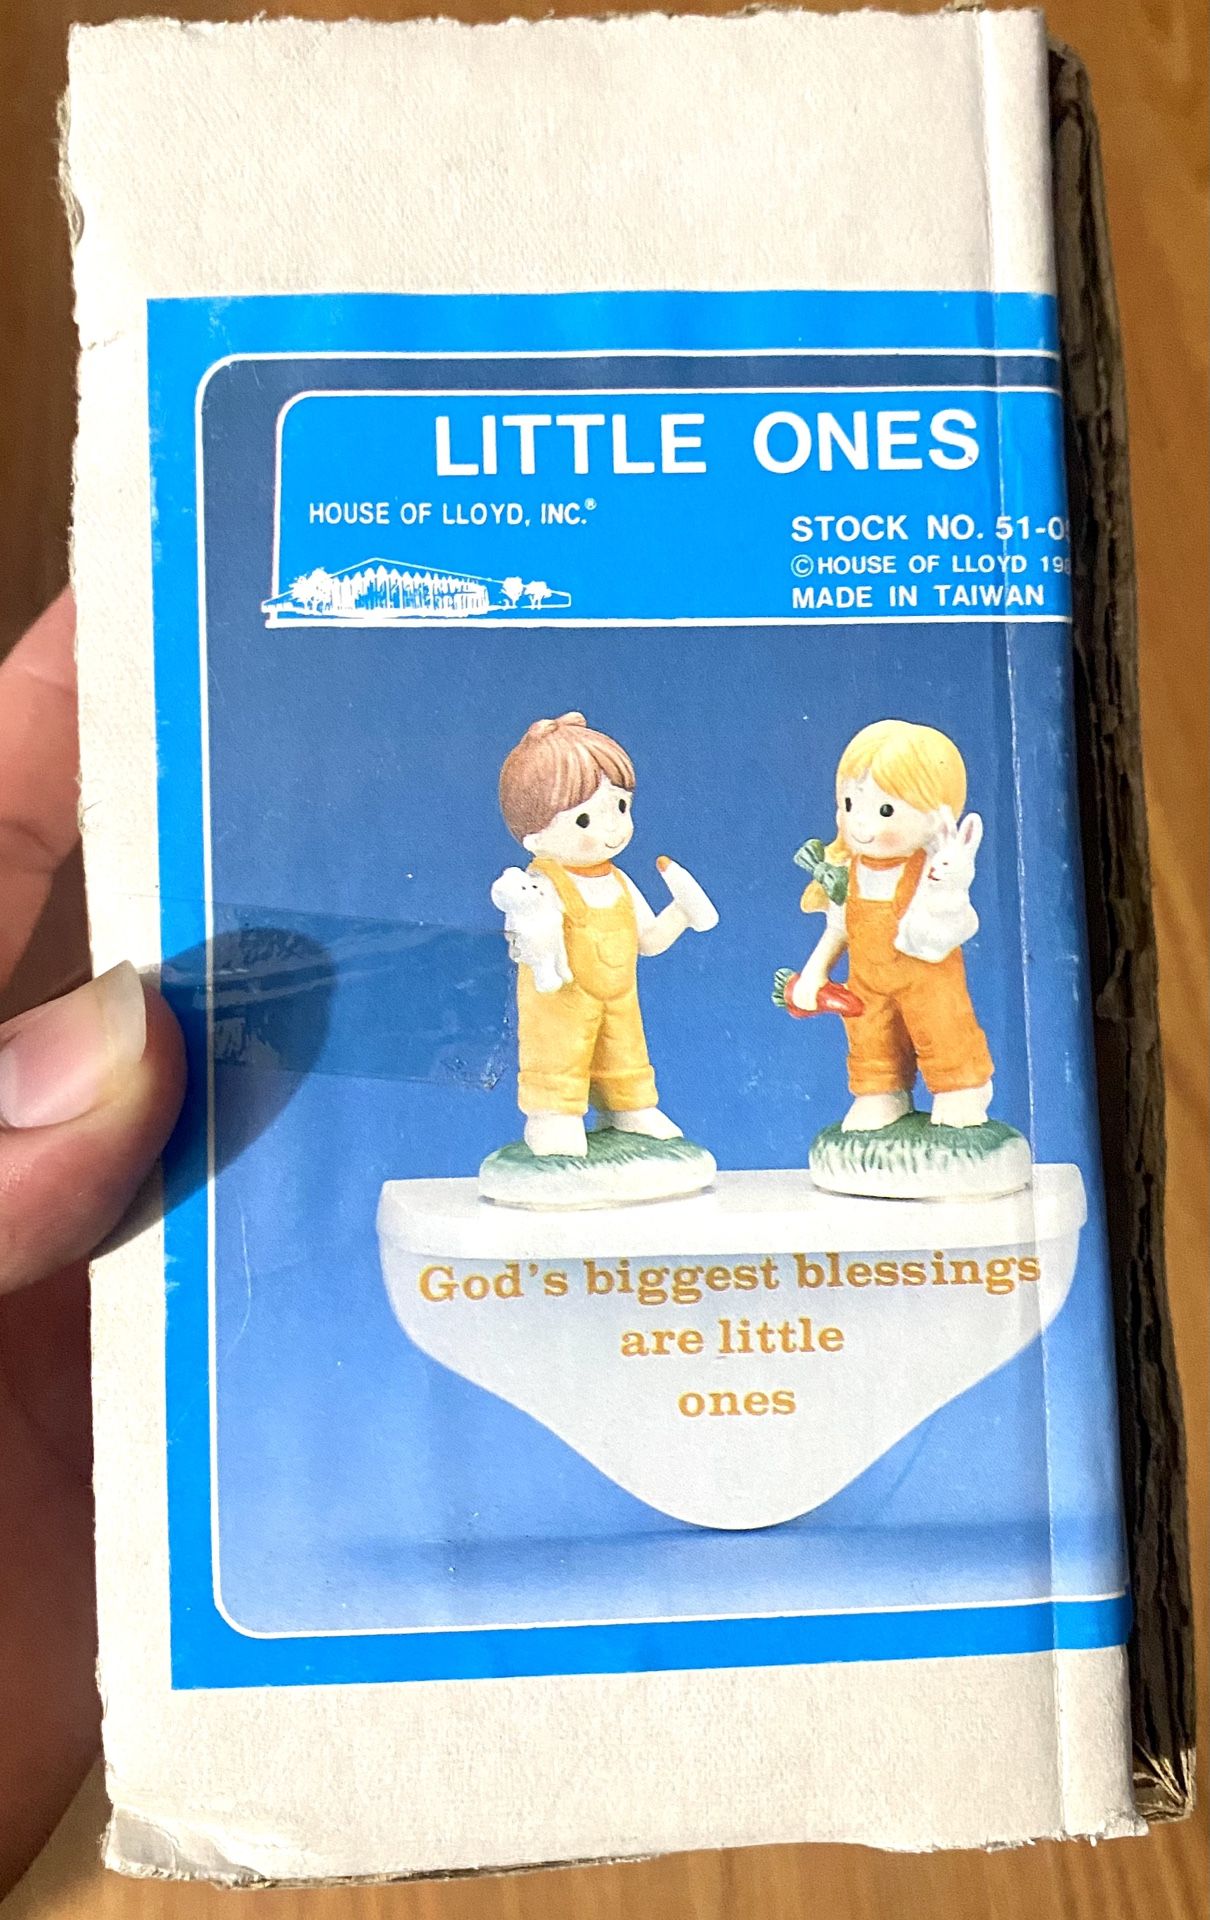 LITTLE ONES
HOUSE OF LLOYD, INC.®
STOCK NO. 51-0
© HOUSE OF LLOYD 19
MADE IN TAIWAN
God's biggest blessings
are little
ones